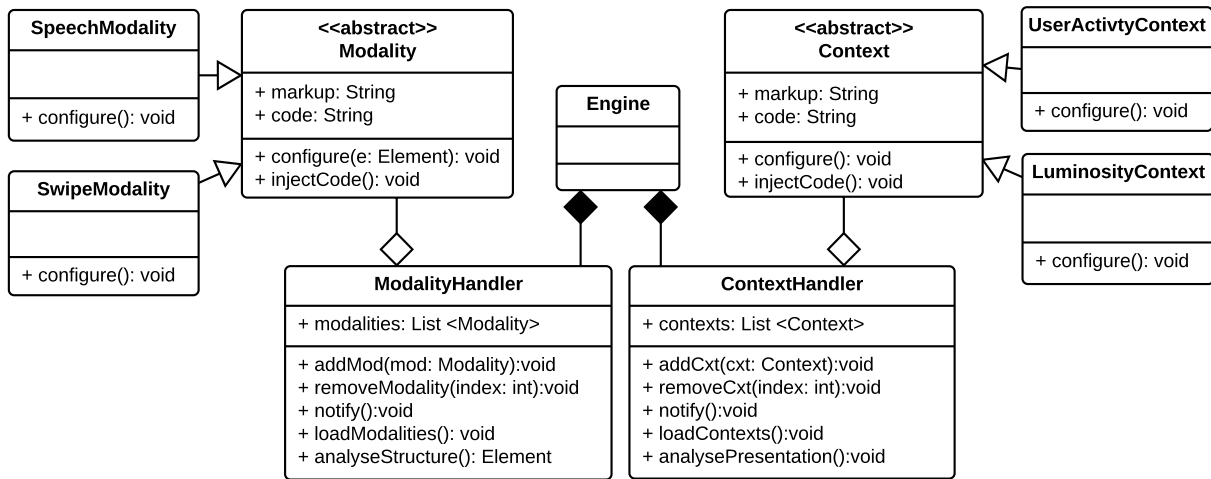 SpeechModality
+ configure(): void
SwipeModality
+ configure(): void
<<abstract>>
Modality
+ markup: String
+ code: String
+ configure(e: Element): void
+ injectCode(): void
Engine
<<abstract>>
Context
+ markup: String
+ code: String
+ configure(): void
+ injectCode(): void
UserActivtyContext
+ configure(): void
LuminosityContext
+ configure(): void
ModalityHandler
+ modalities: List <Modality>
+ addMod(mod: Modality):void
+ removeModality(index: int):void
+ notify():void
+ loadModalities(): void
+ analyseStructure(): Element
ContextHandler
+ contexts: List <Context>
+ addCxt(cxt: Context):void
+ removeCxt(index: int):void
+ notify():void
+ loadContexts():void
+ analysePresentation():void